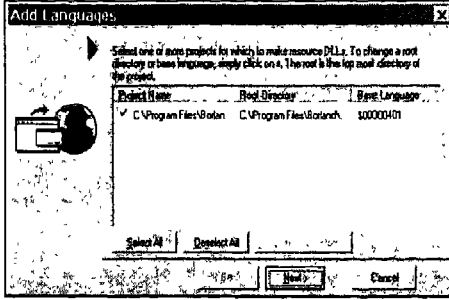 Add Languages
Select one or more projects for which to make resource DLLs. To change a root
directory or base language, simply click on it. The root is the top most directory of
the project.
Project Name Root Directory Base Language
C:\Program Files\Borlan C:\Program Files\Borland\ $00000401
Select All Deselect All
Next > Cancel